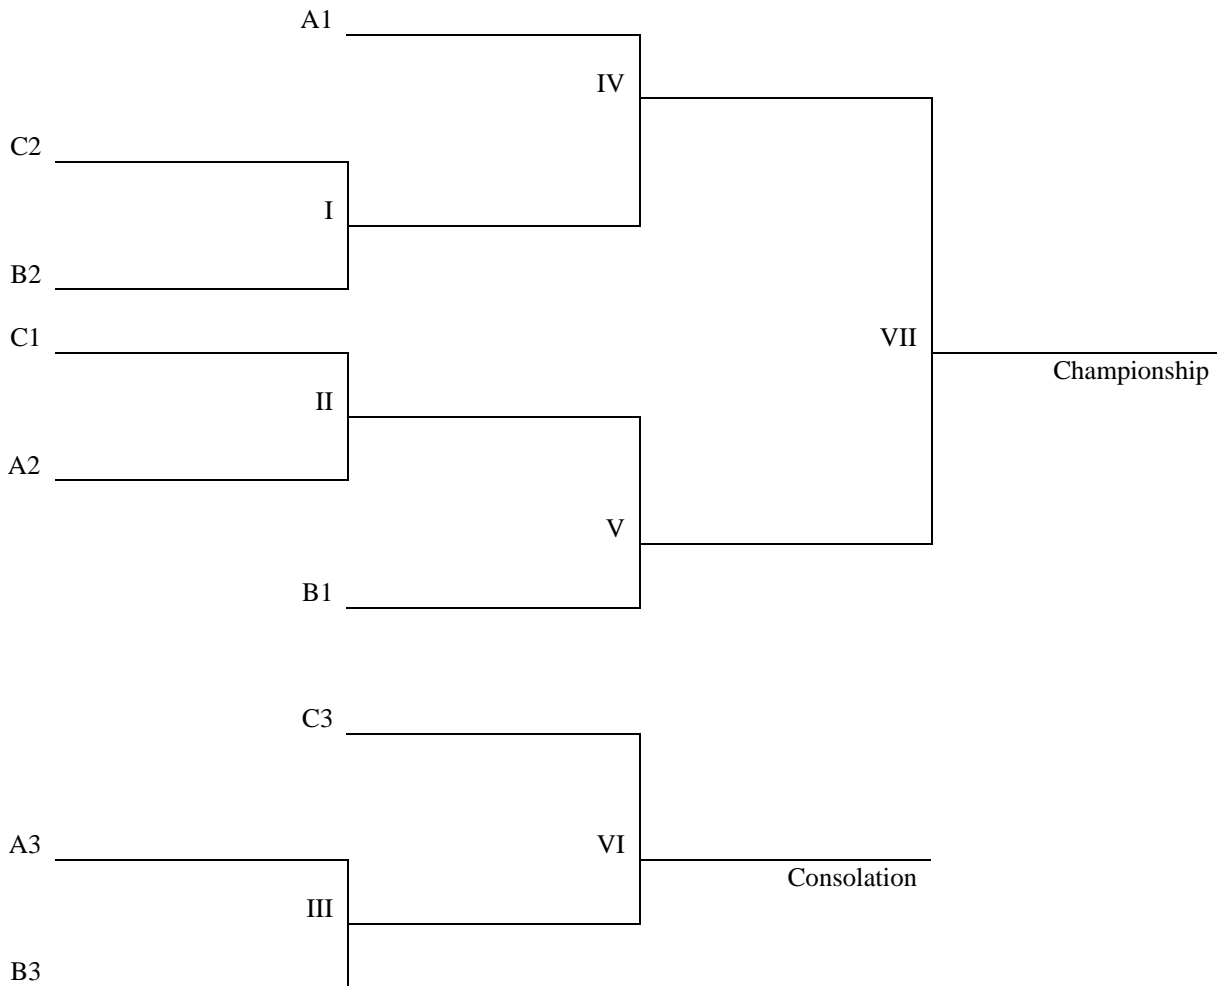 A1
IV
C2
I
B2
C1
VII
Championship
II
A2
V
B1
C3
A3
VI
Consolation
III
B3